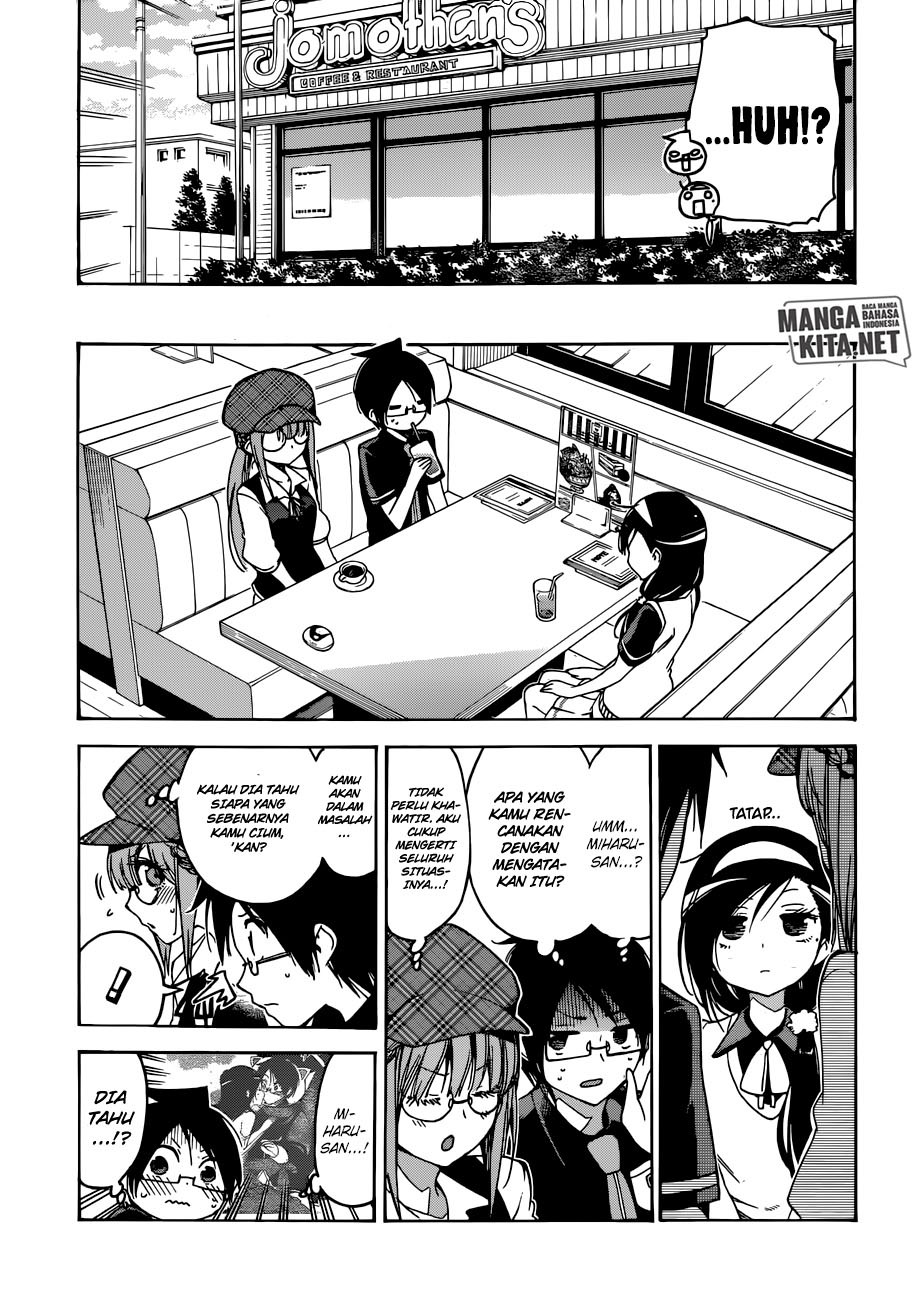 jomothans
COFFEE & RESTAURANT
...HUH!?
MANGA
KITA.NET
BACA MANGA
BAHASA
INDONESIA
TATAP...
UMM...
MIHARU-
SAN...?
APA YANG
KAMU REN-
CANAKAN
DENGAN
MENGATA-
KAN ITU?
TIDAK
PERLU KHA-
WATIR. AKU
CUKUP
MENGERTI
SELURUH
SITUAS-
INYA...!
KAMU
AKAN
DALAM
MASALAH
...
KALAU DIA TAHU
SIAPA YANG
SEBENARNYA
KAMU CIUM,
'KAN?
!
MI-
HARU-
SAN...!
DIA
TAHU
...!?